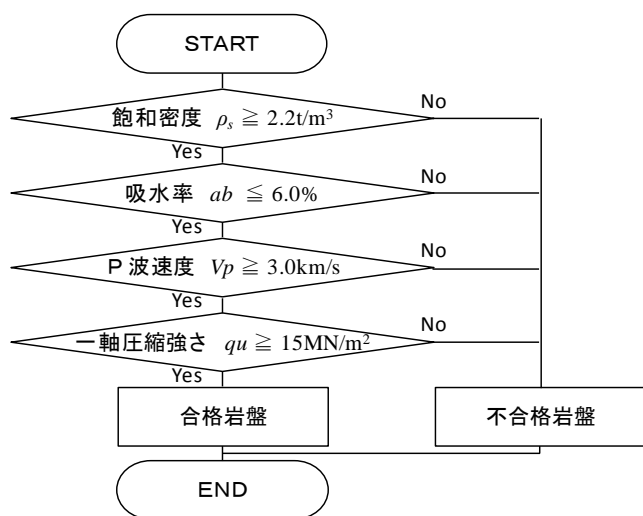 START
飽和密度 ρs ≧ 2.2t/m³
No
Yes
吸水率 ab ≦ 6.0%
No
Yes
P波速度 Vp ≧ 3.0km/s
No
Yes
一軸圧縮強さ qu ≧ 15MN/m²
No
Yes
合格岩盤
不合格岩盤
END